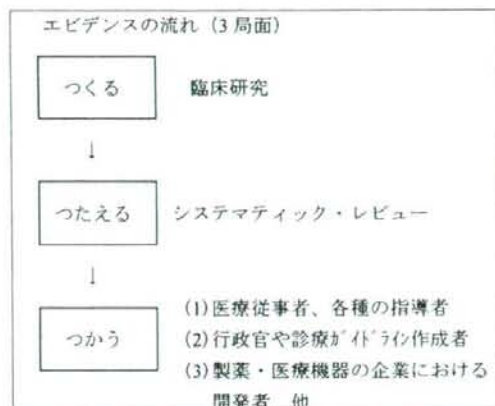 エビデンスの流れ（3局面）
つくる 臨床研究
↓
つたえる システマティック・レビュー
↓
(1)医療従事者、各種の指導者
つかう (2)行政官や診療ｶﾞｲﾄﾞﾗｲﾝ作成者
(3)製薬・医療機器の企業における
開発者 他